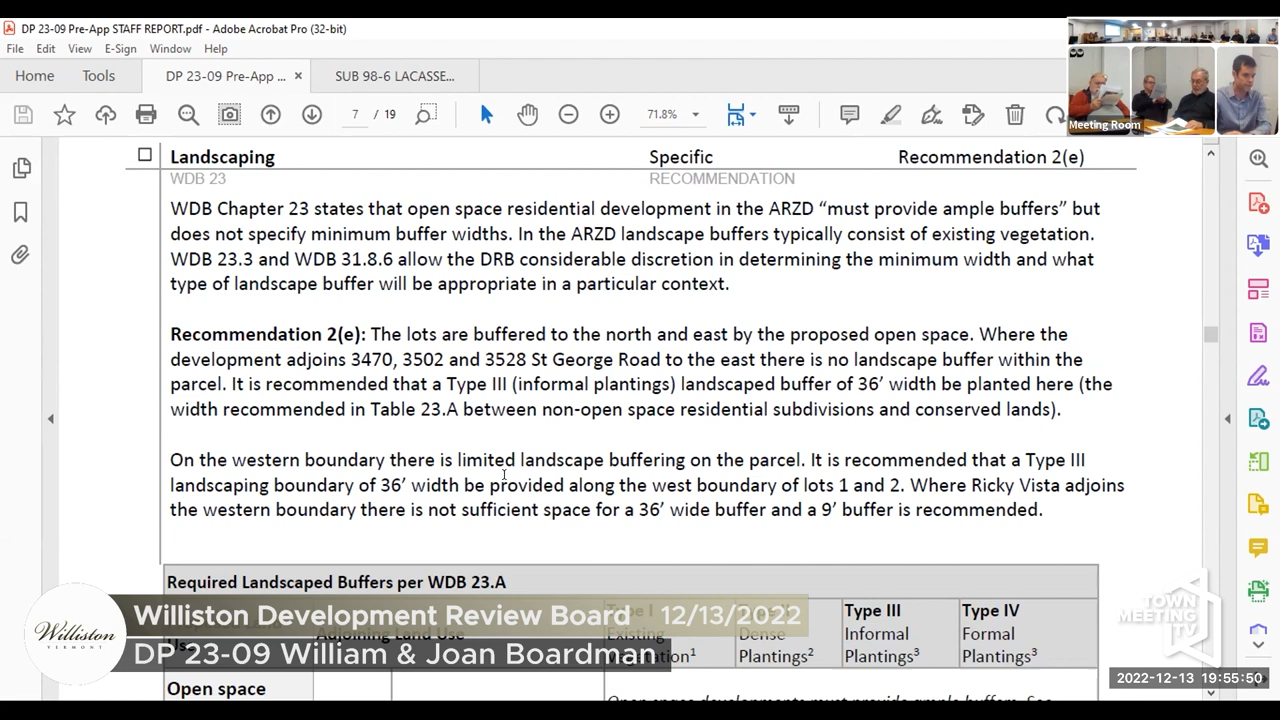 DP 23-09 Pre-App STAFF REPORT.pdf - Adobe Acrobat Pro (32-bit)
File Edit View E-Sign Window Help
Home Tools DP 23-09 Pre-App ... × SUB 98-6 LACASSE...
7 / 19 71.8%
Meeting Room
Landscaping Specific Recommendation 2(e)
WDB 23 RECOMMENDATION
WDB Chapter 23 states that open space residential development in the ARZD “must provide ample buffers” but
does not specify minimum buffer widths. In the ARZD landscape buffers typically consist of existing vegetation.
WDB 23.3 and WDB 31.8.6 allow the DRB considerable discretion in determining the minimum width and what
type of landscape buffer will be appropriate in a particular context.
Recommendation 2(e): The lots are buffered to the north and east by the proposed open space. Where the
development adjoins 3470, 3502 and 3528 St George Road to the east there is no landscape buffer within the
parcel. It is recommended that a Type III (informal plantings) landscaped buffer of 36’ width be planted here (the
width recommended in Table 23.A between non-open space residential subdivisions and conserved lands).
On the western boundary there is limited landscape buffering on the parcel. It is recommended that a Type III
landscaping boundary of 36’ width be provided along the west boundary of lots 1 and 2. Where Ricky Vista adjoins
the western boundary there is not sufficient space for a 36’ wide buffer and a 9’ buffer is recommended.
Required Landscaped Buffers per WDB 23.A
Type I Type III Type IV
Use Adjoining Land Use Existing Dense Informal Formal
Plantings2 Plantings3 Plantings3
Open space
Open space developments must provide ample buffers. See
Williston
VERMONT
Williston Development Review Board 12/13/2022
DP 23-09 William & Joan Boardman
TOWN
MEETING
TV
2022-12-13 19:55:50